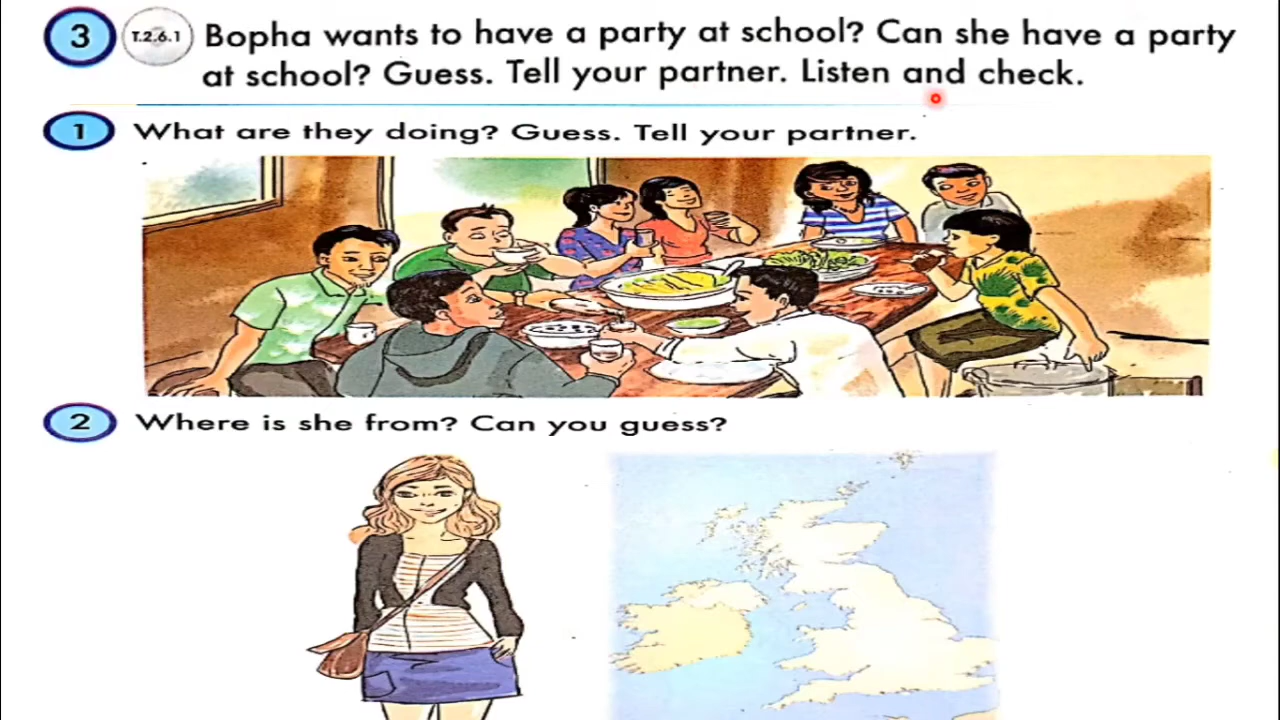 3 T.2.6.1 Bopha wants to have a party at school? Can she have a party
at school? Guess. Tell your partner. Listen and check.
1 What are they doing? Guess. Tell your partner.
2 Where is she from? Can you guess?